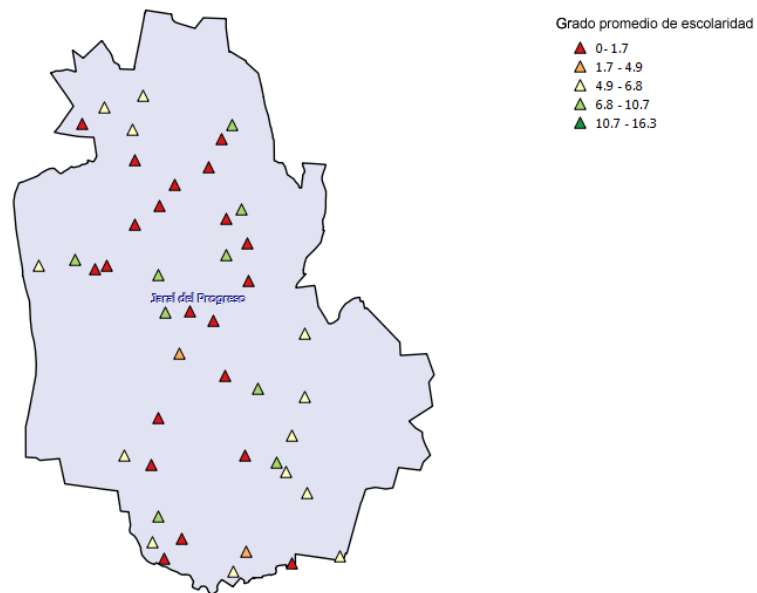 Grado promedio de escolaridad
0- 1.7
1.7 - 4.9
4.9 - 6.8
6.8 - 10.7
10.7 - 16.3
Jaral del Progreso